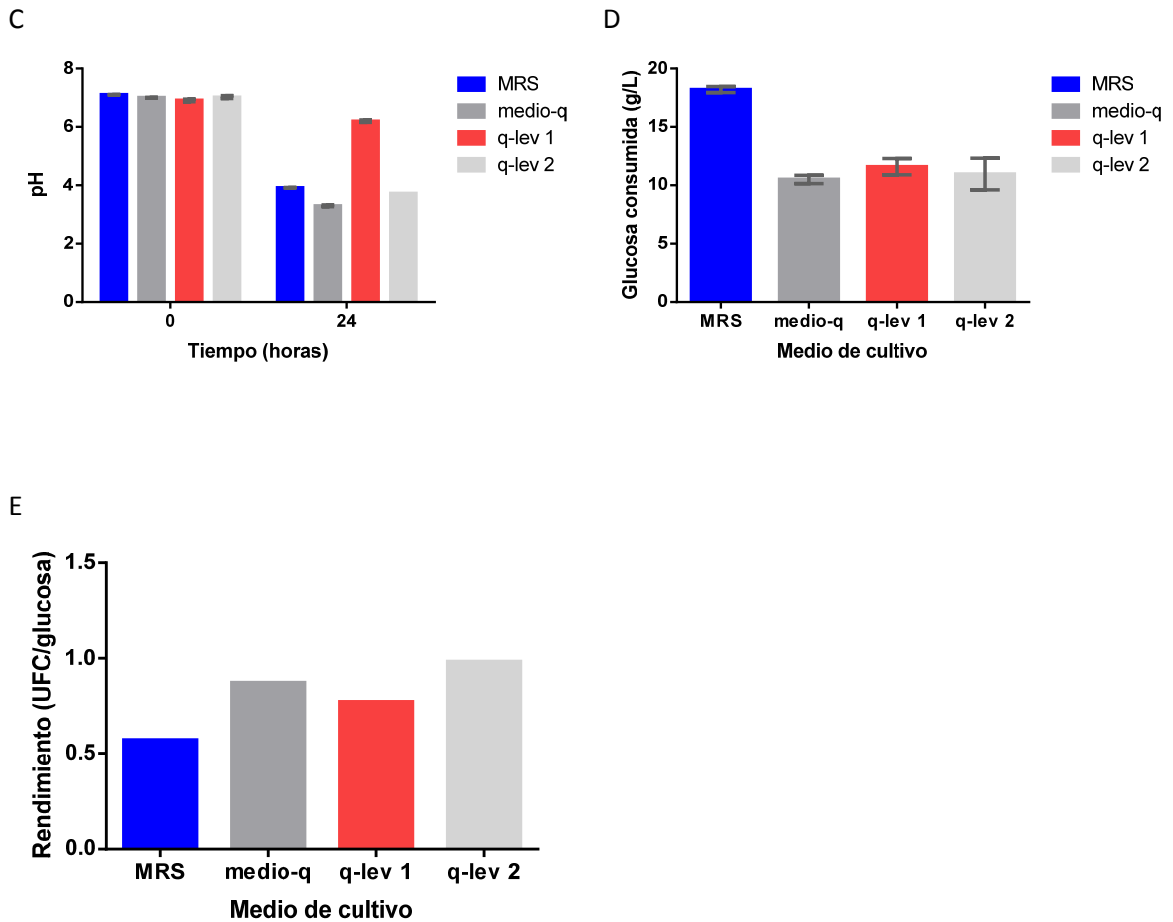 C
8
6
4
2
0
pH
0
24
Tiempo (horas)
MRS
medio-q
q-lev 1
q-lev 2
D
20
15
10
5
0
Glucosa consumida (g/L)
MRS
medio-q
q-lev 1
q-lev 2
Medio de cultivo
MRS
medio-q
q-lev 1
q-lev 2
E
1.5
1.0
0.5
0.0
Rendimiento (UFC/glucosa)
MRS
medio-q
q-lev 1
q-lev 2
Medio de cultivo